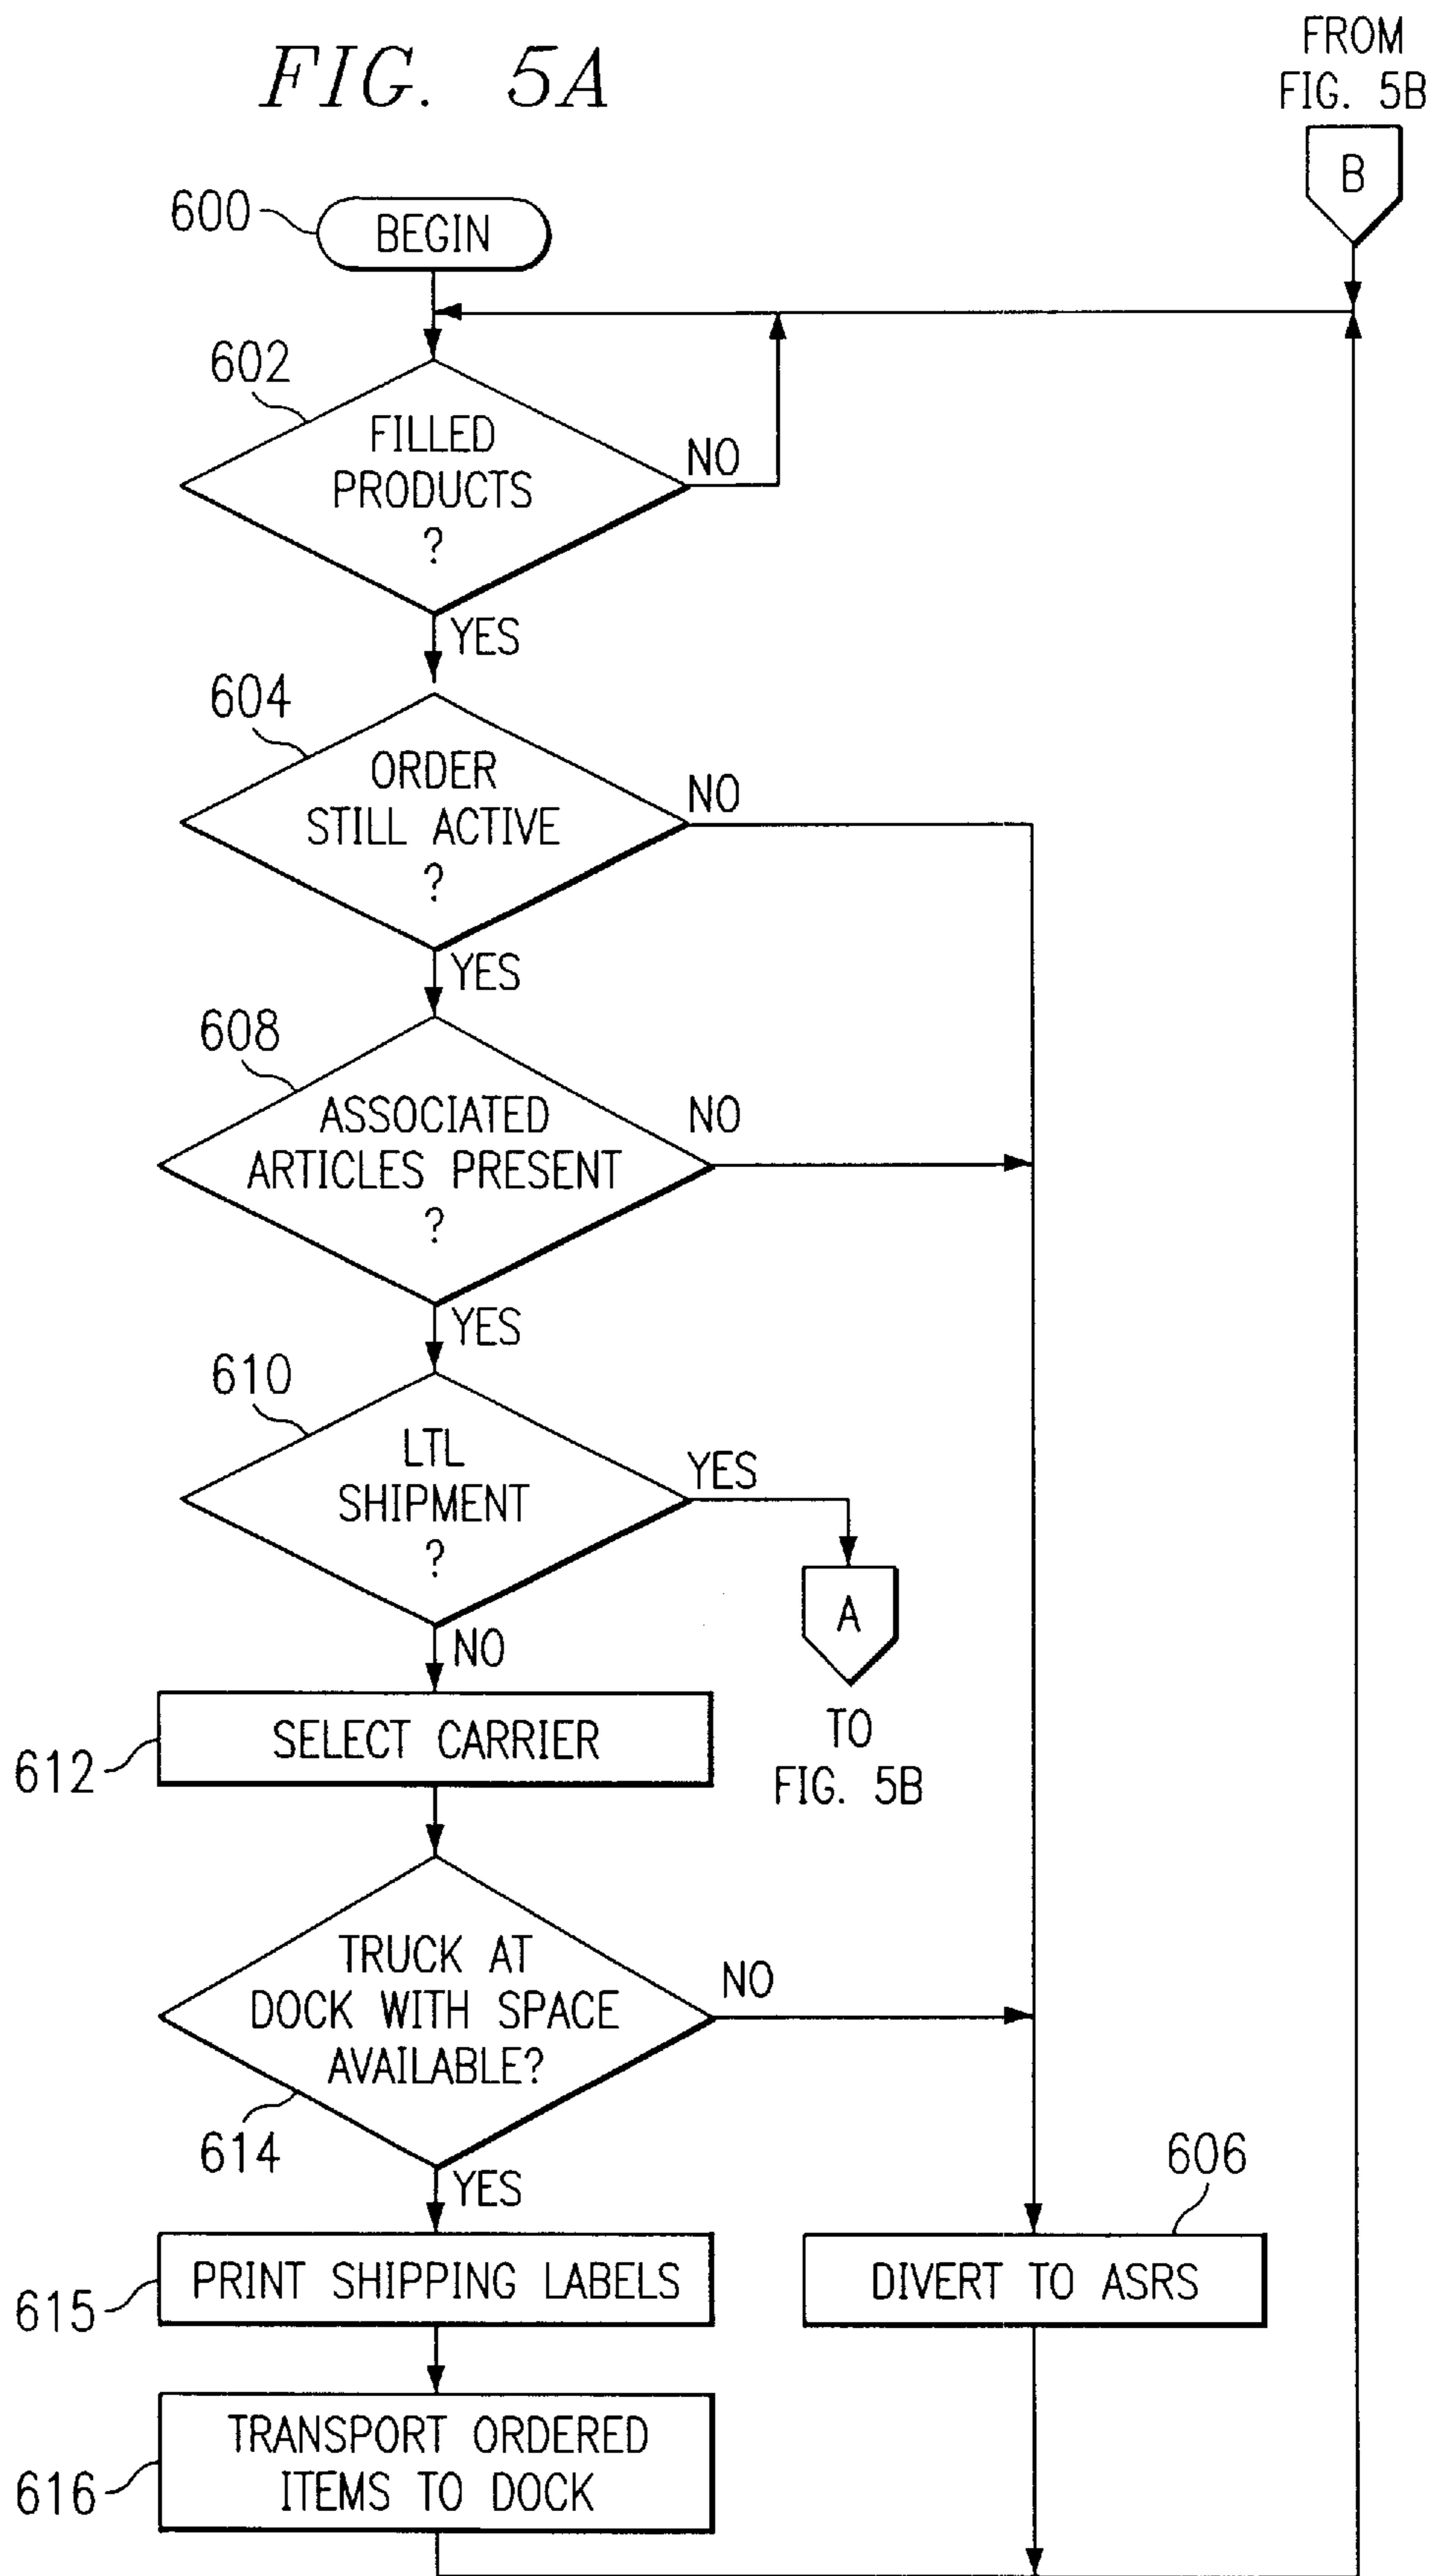 FIG. 5A
FROM
FIG. 5B
B
600
BEGIN
602
FILLED
PRODUCTS
?
NO
YES
604
ORDER
STILL ACTIVE
?
NO
YES
608
ASSOCIATED
ARTICLES PRESENT
?
NO
YES
610
LTL
SHIPMENT
?
YES
A
TO
FIG. 5B
NO
612
SELECT CARRIER
TRUCK AT
DOCK WITH SPACE
AVAILABLE?
NO
614
YES
606
615
PRINT SHIPPING LABELS
DIVERT TO ASRS
616
TRANSPORT ORDERED
ITEMS TO DOCK